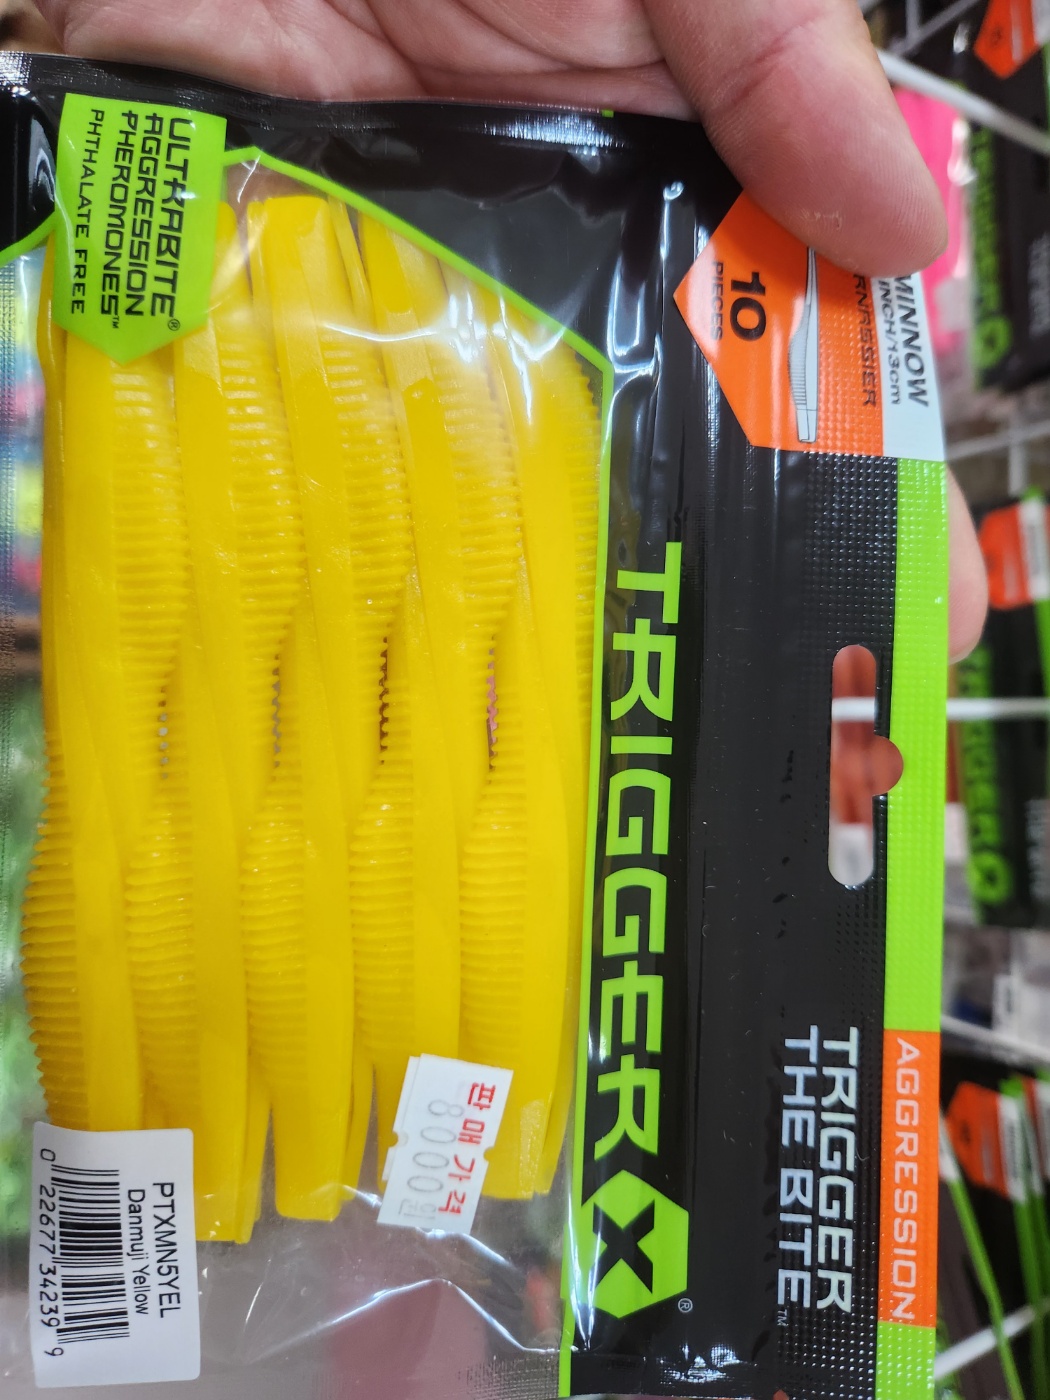 MINNOW
INCH/13cm
10
PIECES
AGGRESSION
TRIGGER
THE BITE™
TRIGGER X®
ULTRABITE®
AGGRESSION
PHEROMONES™
PHTHALATE FREE
판매가격
8000원
PTXMN5YEL
Danmuji Yellow
0 22677 34239 9